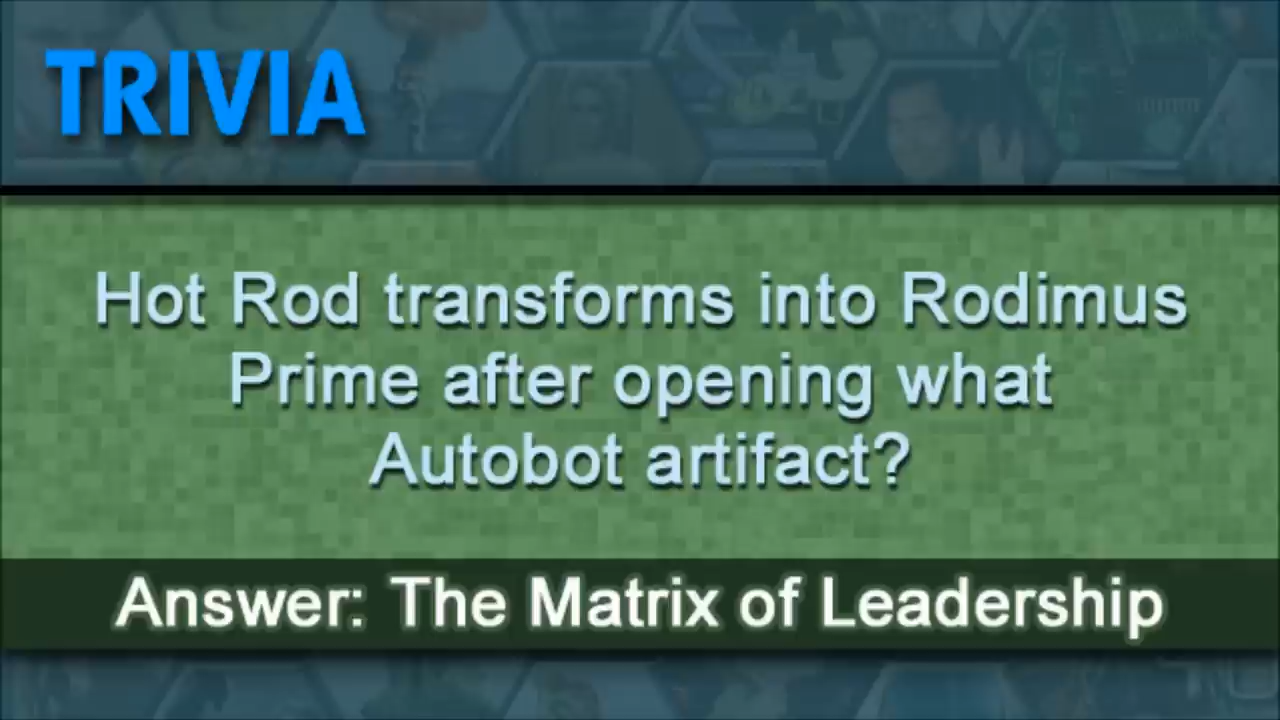 TRIVIA
Hot Rod transforms into Rodimus
Prime after opening what
Autobot artifact?
Answer: The Matrix of Leadership